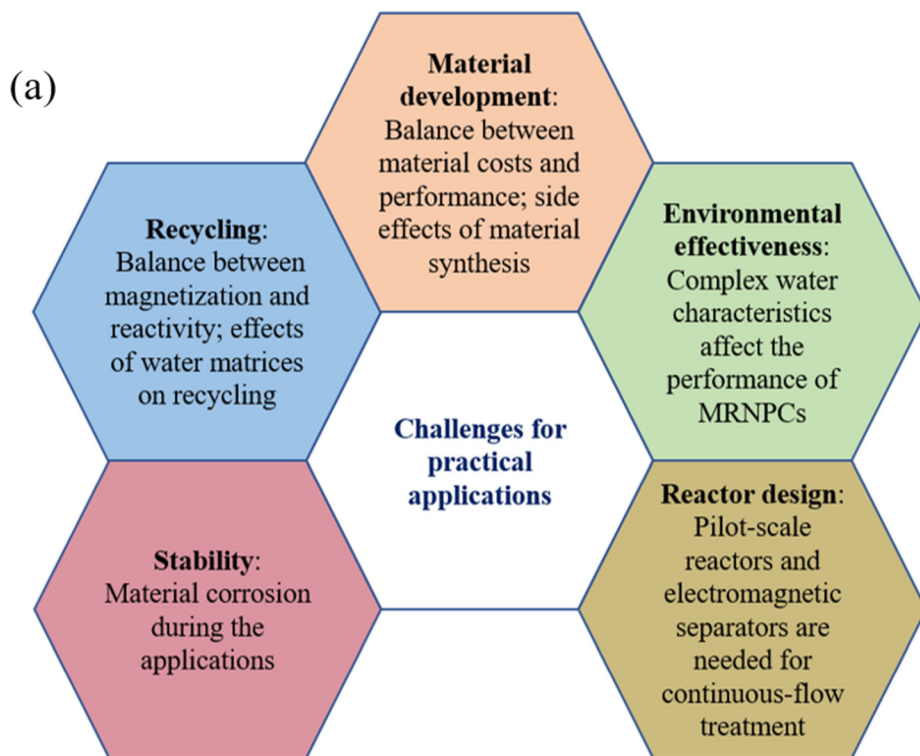 (a)
Material
development:
Balance between
material costs and
performance; side
effects of material
synthesis
Recycling:
Balance between
magnetization and
reactivity; effects
of water matrices
on recycling
Environmental
effectiveness:
Complex water
characteristics
affect the
performance of
MRNPCs
Challenges for
practical
applications
Stability:
Material corrosion
during the
applications
Reactor design:
Pilot-scale
reactors and
electromagnetic
separators are
needed for
continuous-flow
treatment